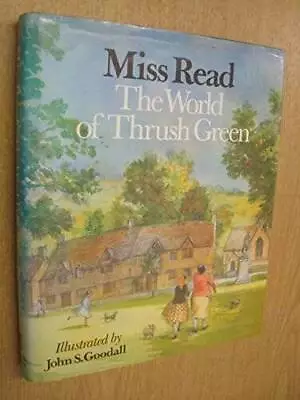 Miss Read
The World
of Thrush Green
Illustrated by
John S. Goodall